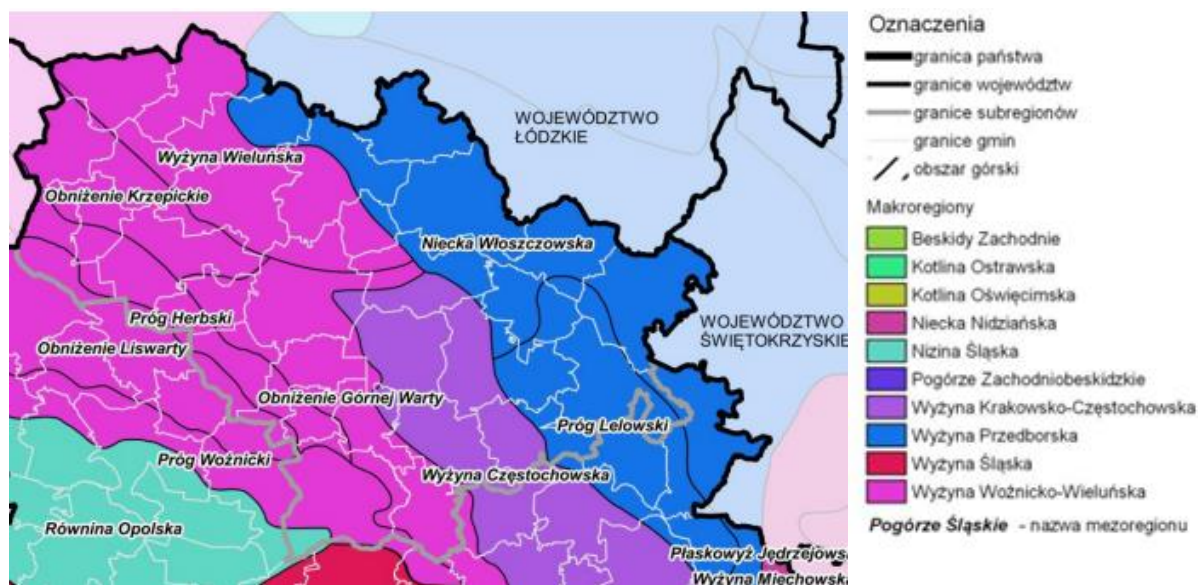 WOJEWÓDZTWO
ŁÓDZKIE
Wyżyna Wieluńska
Obniżenie Krzepickie
Niecka Włoszczowska
Próg Herbski
WOJEWÓDZTWO
ŚWIĘTOKRZYSKIE
Obniżenie Liswarty
Obniżenie Górnej Warty
Próg Lelowski
Próg Woźnicki
Wyżyna Częstochowska
Równina Opolska
Płaskowyż Jędrzejows
Wyżyna Miechowska
Oznaczenia
granica państwa
granice województw
granice subregionów
granice gmin
obszar górski
Makroregiony
Beskidy Zachodnie
Kotlina Ostrawska
Kotlina Oświęcimska
Niecka Nidziańska
Nizina Śląska
Pogórze Zachodniobeskidzkie
Wyżyna Krakowsko-Częstochowska
Wyżyna Przedborska
Wyżyna Śląska
Wyżyna Woźnicko-Wieluńska
Pogórze Śląskie - nazwa mezoregionu